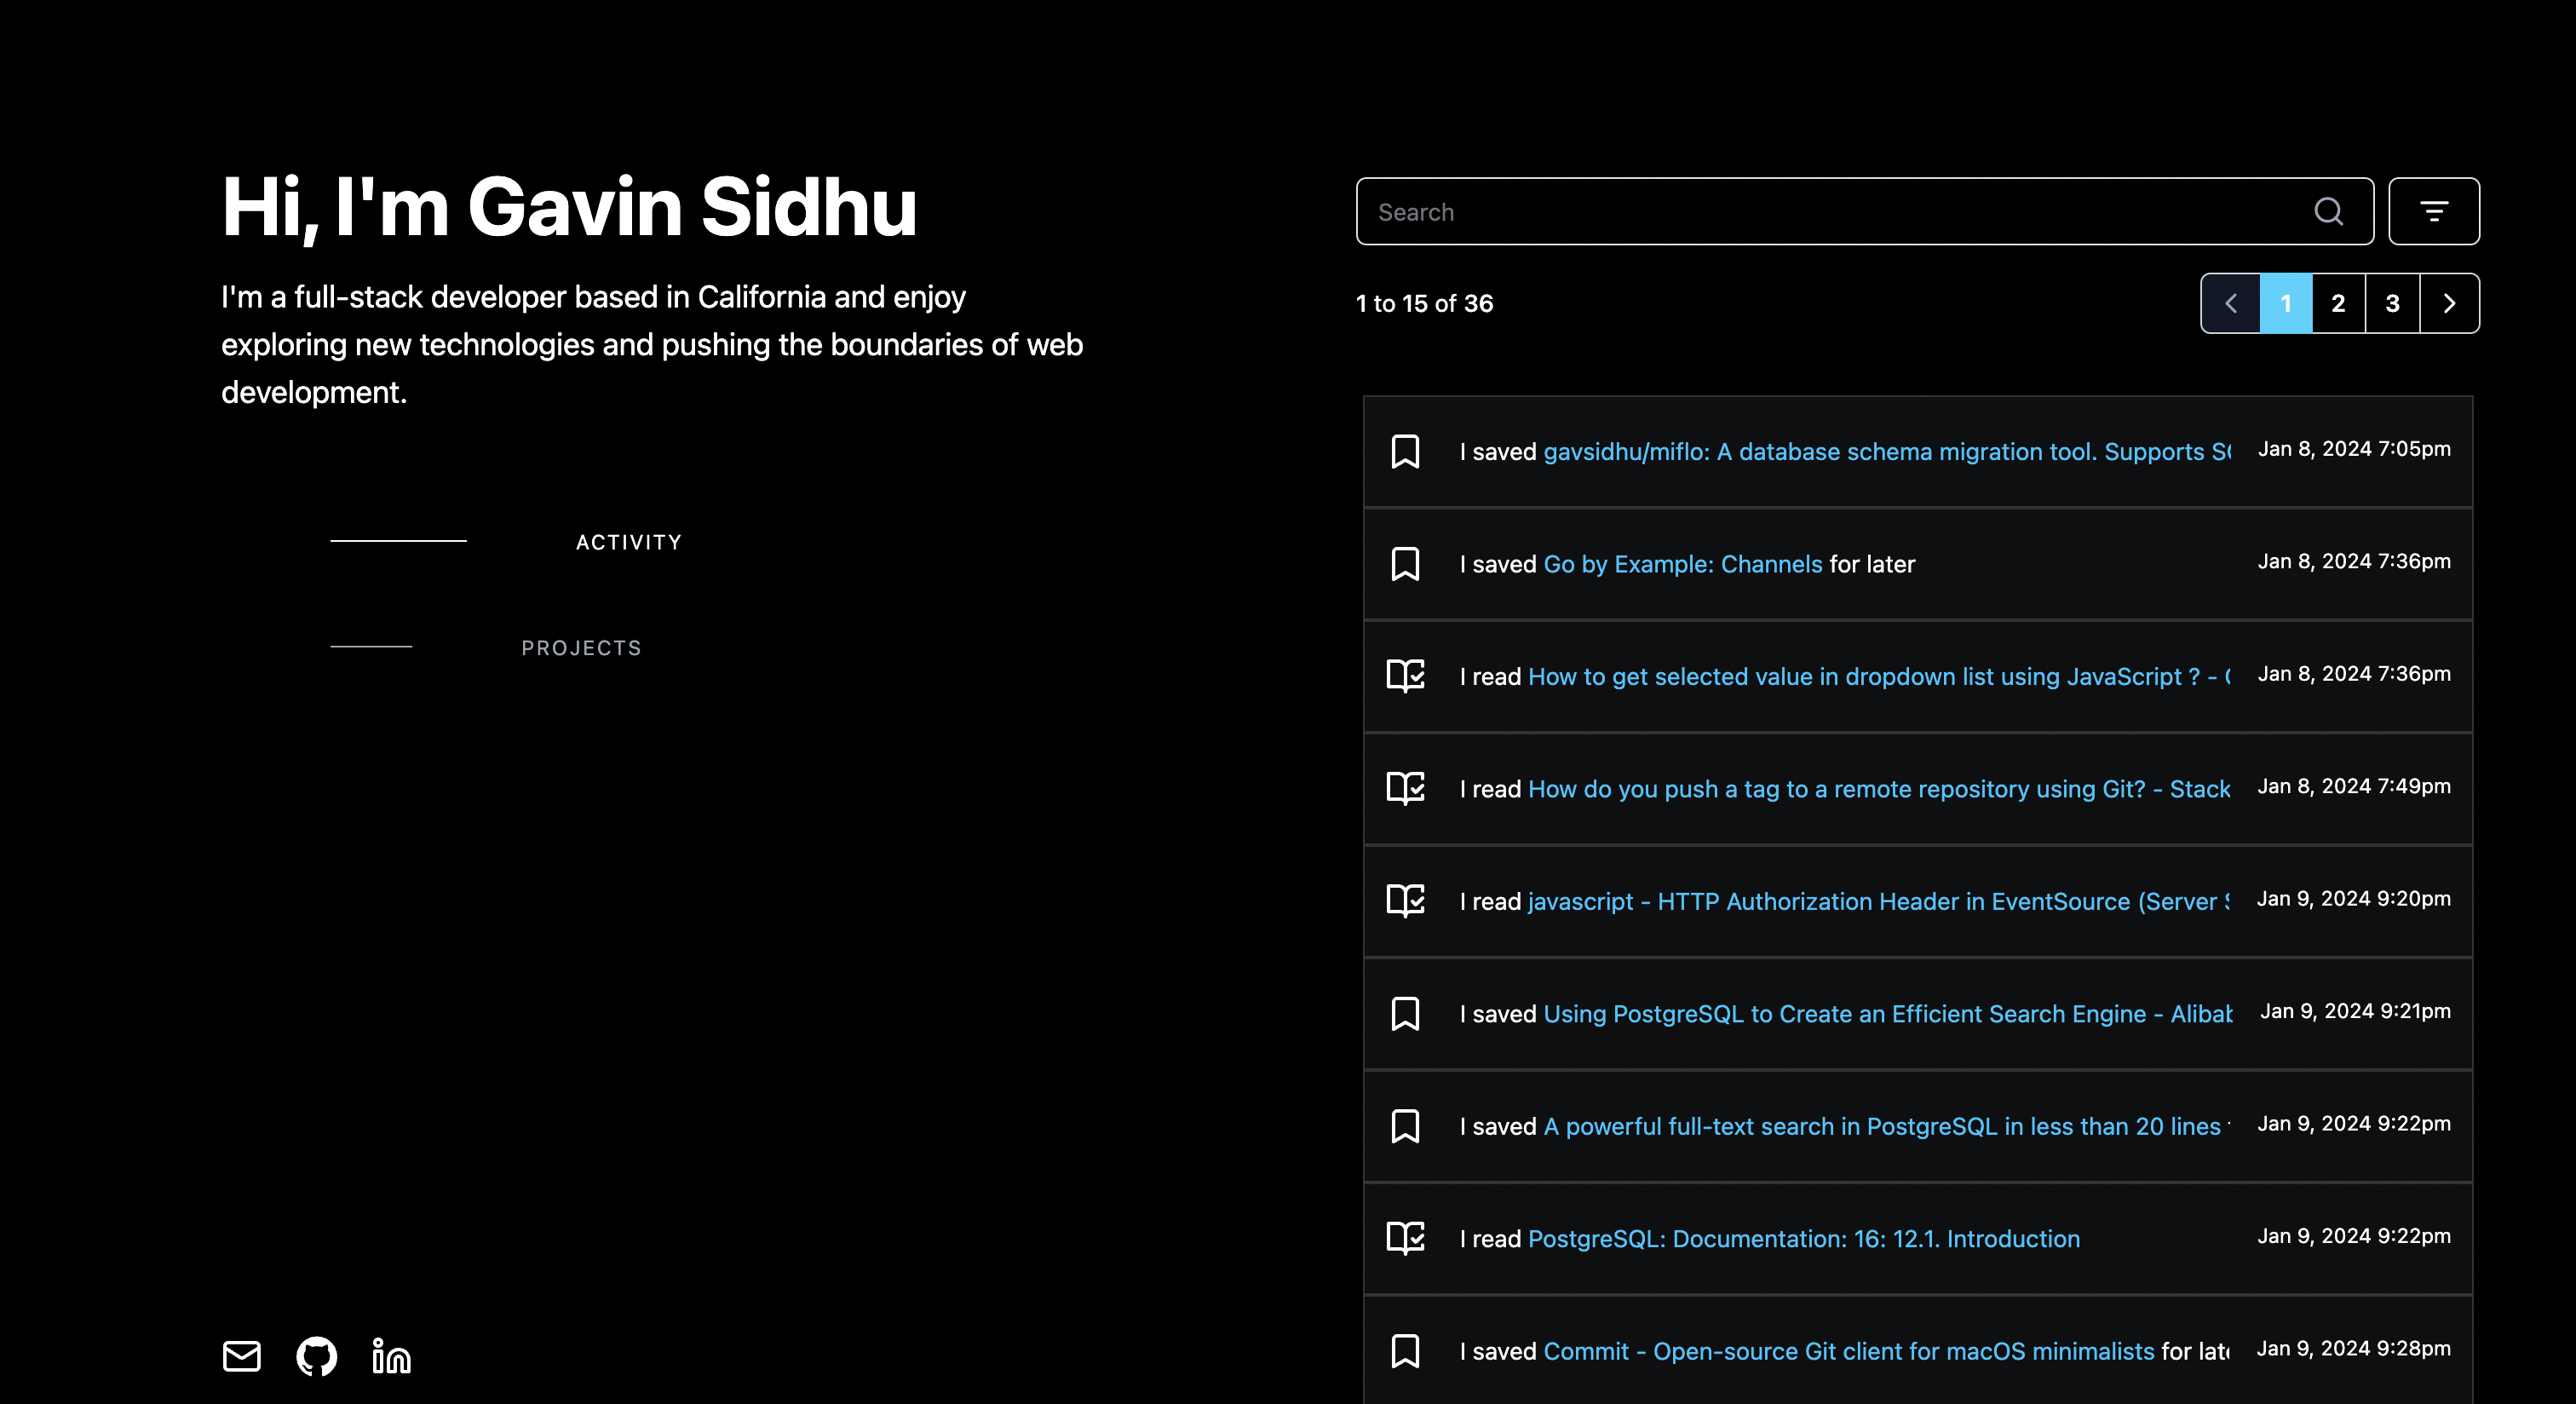 Hi, I'm Gavin Sidhu
I'm a full-stack developer based in California and enjoy
exploring new technologies and pushing the boundaries of web
development.
ACTIVITY
PROJECTS
Search
1 to 15 of 36
1 2 3
I saved gavsidhu/miflo: A database schema migration tool. Supports Jan 8, 2024 7:05pm
I saved Go by Example: Channels for later Jan 8, 2024 7:36pm
I read How to get selected value in dropdown list using JavaScript ? - Jan 8, 2024 7:36pm
I read How do you push a tag to a remote repository using Git? - Stack Jan 8, 2024 7:49pm
I read javascript - HTTP Authorization Header in EventSource (Server Jan 9, 2024 9:20pm
I saved Using PostgreSQL to Create an Efficient Search Engine - Jan 9, 2024 9:21pm
I saved A powerful full-text search in PostgreSQL in less than 20 lines Jan 9, 2024 9:22pm
I read PostgreSQL: Documentation: 16: 12.1. Introduction Jan 9, 2024 9:22pm
I saved Commit - Open-source Git client for macOS minimalists for Jan 9, 2024 9:28pm